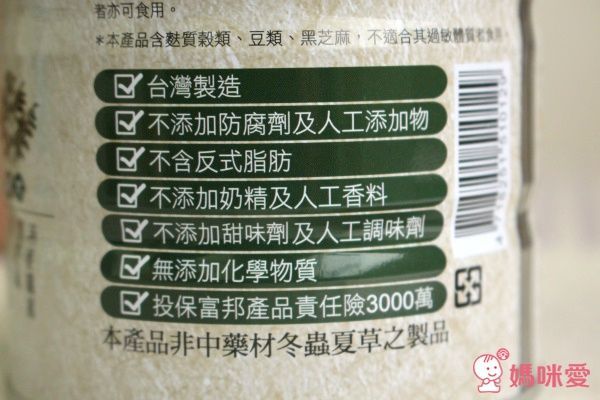 者亦可食用。
*本產品含麩質穀類、豆類、黑芝麻，不適合其過敏體質者食用。
台灣製造
不添加防腐劑及人工添加物
不含反式脂肪
不添加奶精及人工香料
不添加甜味劑及人工調味劑
無添加化學物質
投保富邦產品責任險3000萬
本產品非中藥材冬蟲夏草之製品
媽咪愛